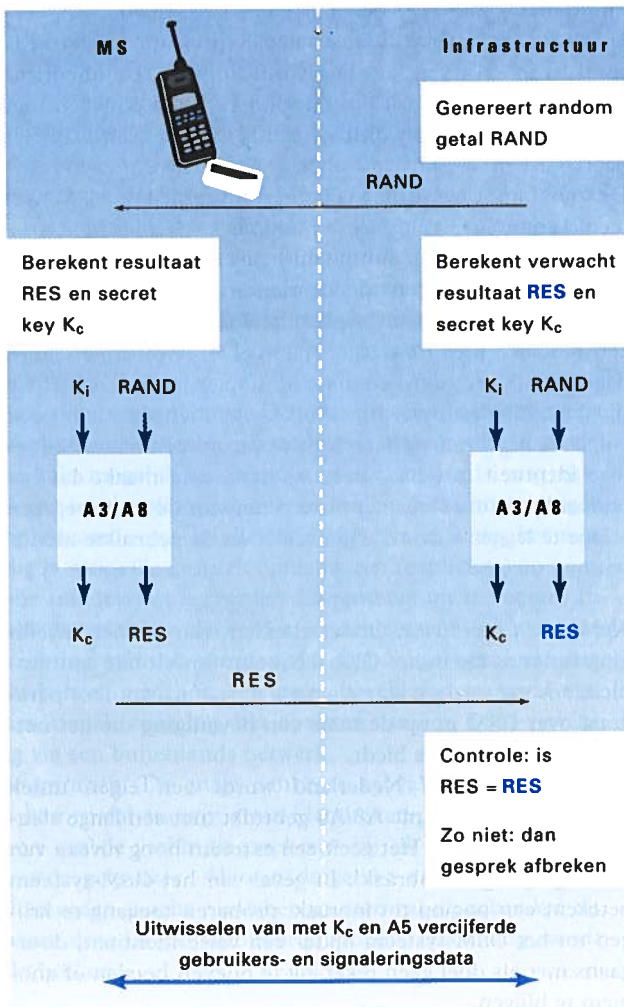 MS
Infrastructuur
Genereert random
getal RAND
RAND
Berekent resultaat
RES en secret
key Kc
Berekent verwacht
resultaat RES en
secret key Kc
Ki RAND
Ki RAND
A3/A8
A3/A8
Kc RES
Kc RES
RES
Controle: is
RES = RES
Zo niet: dan
gesprek afbreken
Uitwisselen van met Kc en A5 vercijferde
gebruikers- en signaleringsdata